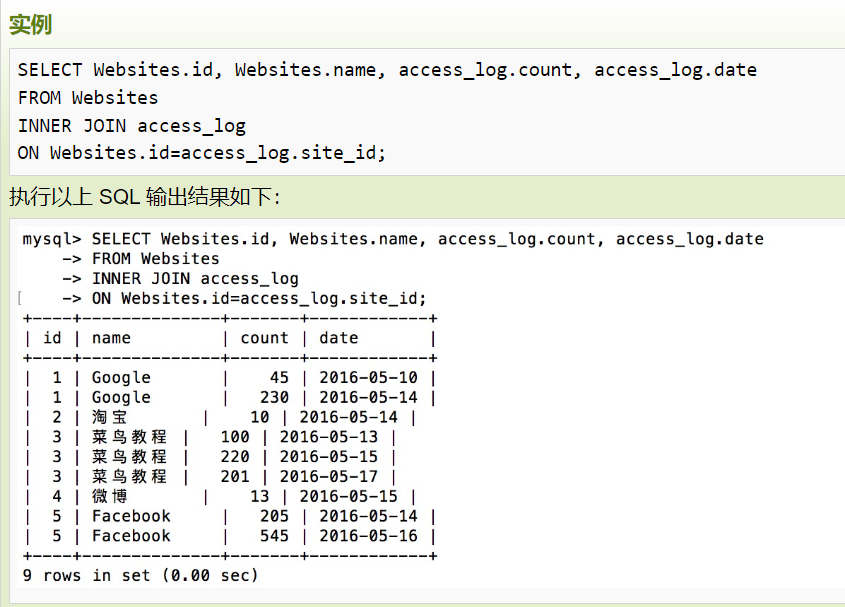 实例
SELECT Websites.id, Websites.name, access_log.count, access_log.date
FROM Websites
INNER JOIN access_log
ON Websites.id=access_log.site_id;
执行以上 SQL 输出结果如下:
mysql> SELECT Websites.id, Websites.name, access_log.count, access_log.date
    -> FROM Websites
    -> INNER JOIN access_log
[    -> ON Websites.id=access_log.site_id;
+----+--------------+-------+------------+
| id | name         | count | date       |
+----+--------------+-------+------------+
|  1 | Google       |    45 | 2016-05-10 |
|  1 | Google       |   230 | 2016-05-14 |
|  2 | 淘宝       |    10 | 2016-05-14 |
|  3 | 菜鸟教程 |   100 | 2016-05-13 |
|  3 | 菜鸟教程 |   220 | 2016-05-15 |
|  3 | 菜鸟教程 |   201 | 2016-05-17 |
|  4 | 微博       |    13 | 2016-05-15 |
|  5 | Facebook     |   205 | 2016-05-14 |
|  5 | Facebook     |   545 | 2016-05-16 |
+----+--------------+-------+------------+
9 rows in set (0.00 sec)